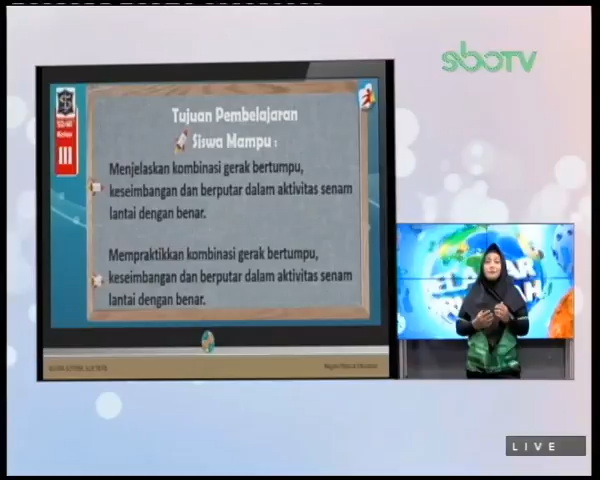 sboTV
Tujuan Pembelajaran
Siswa Mampu :
III
Menjelaskan kombinasi gerak bertumpu,
keseimbangan dan berputar dalam aktivitas senam
lantai dengan benar.
Mempraktikkan kombinasi gerak bertumpu,
keseimbangan dan berputar dalam aktivitas senam
lantai dengan benar.
LIVE